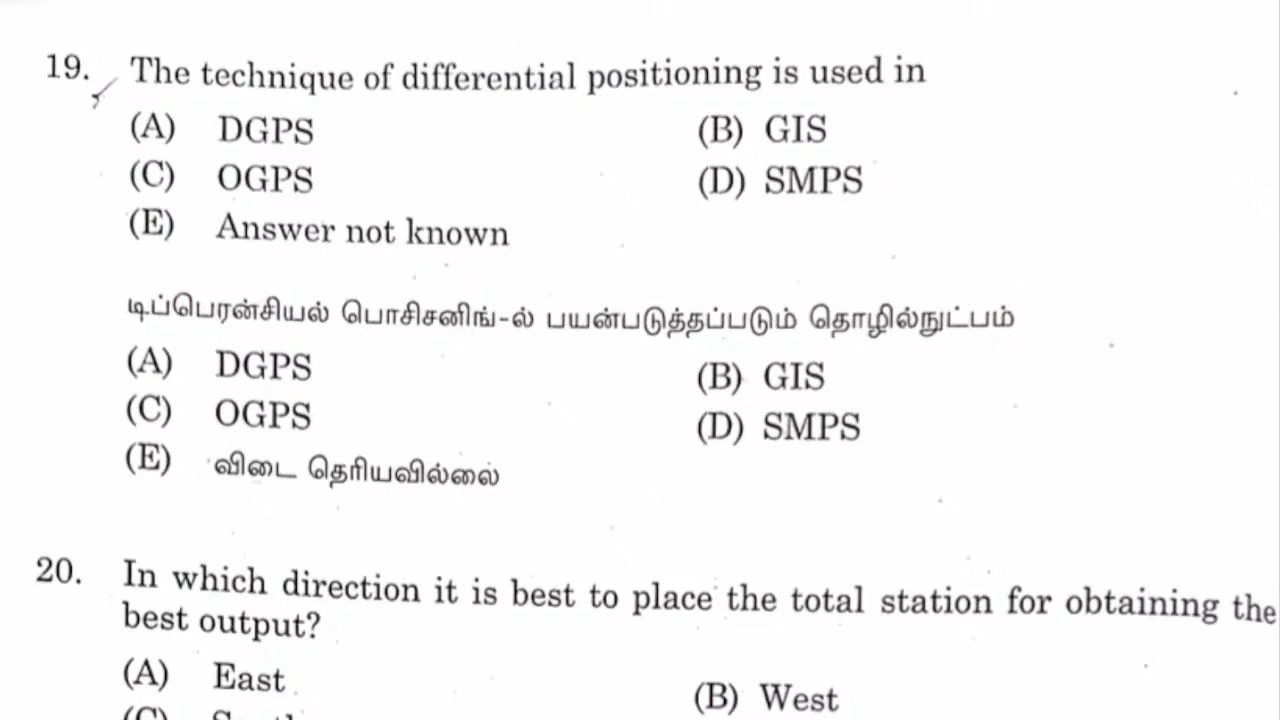 19. The technique of differential positioning is used in
(A) DGPS (B) GIS
(C) OGPS (D) SMPS
(E) Answer not known
டிப்பெரன்சியல் பொசிசனிங்-ல் பயன்படுத்தப்படும் தொழில்நுட்பம்
(A) DGPS (B) GIS
(C) OGPS (D) SMPS
(E) விடை தெரியவில்லை
20. In which direction it is best to place the total station for obtaining the
best output?
(A) East (B) West
(C)